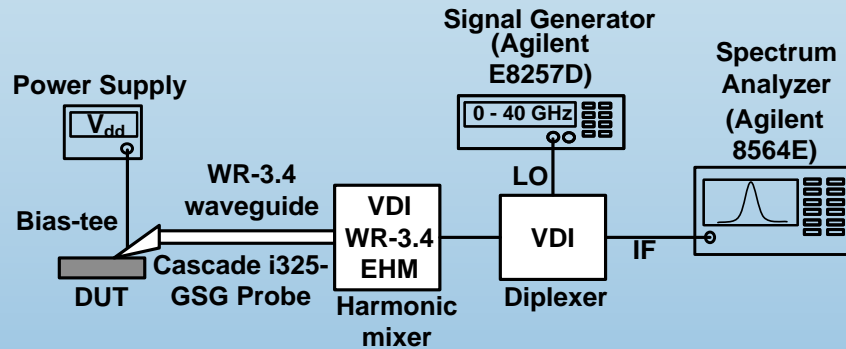 Signal Generator
(Agilent
E8257D)
Spectrum
Analyzer
(Agilent
8564E)
Power Supply
Vdd
0 - 40 GHz
WR-3.4
waveguide
LO
Bias-tee
VDI
WR-3.4
EHM
VDI
IF
Cascade i325-
GSG Probe
DUT
Harmonic
mixer
Diplexer